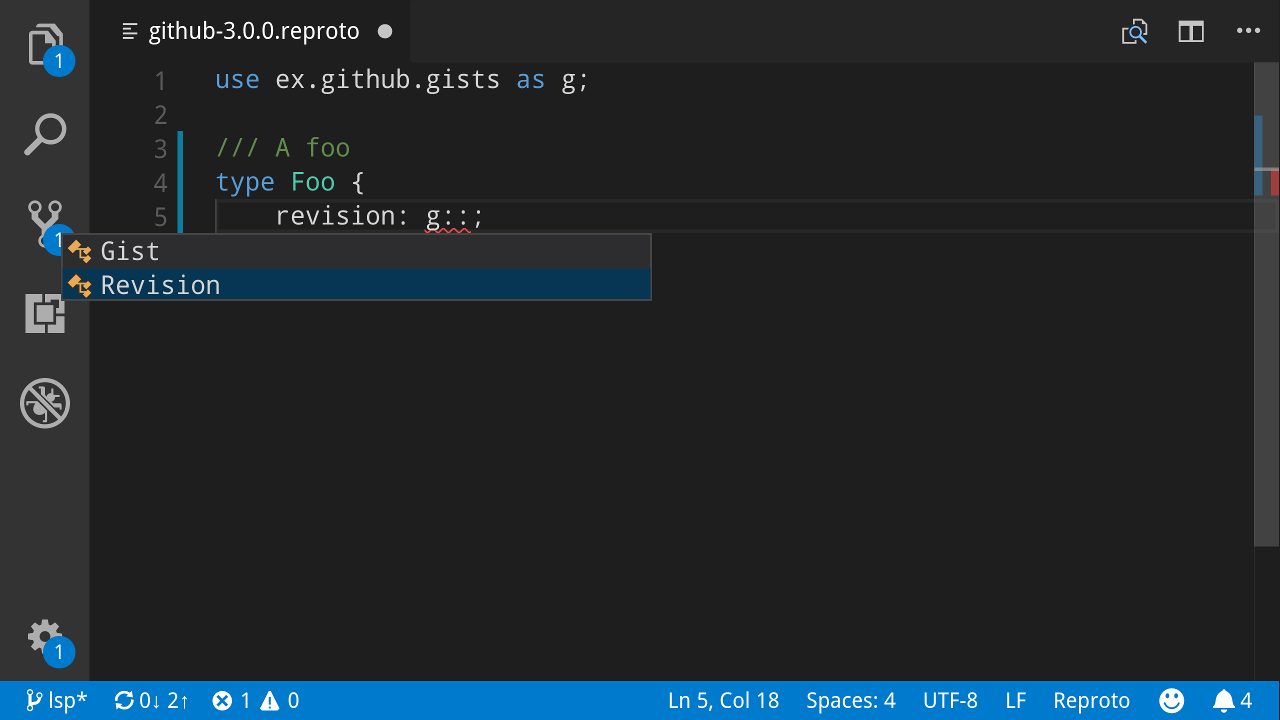 github-3.0.0.reproto
1
1 use ex.github.gists as g;
2
3 /// A foo
4 type Foo {
5 revision: g::;
1
Gist
Revision
1
lsp* 0↓ 2↑ 1 0 Ln 5, Col 18 Spaces: 4 UTF-8 LF Reproto 4